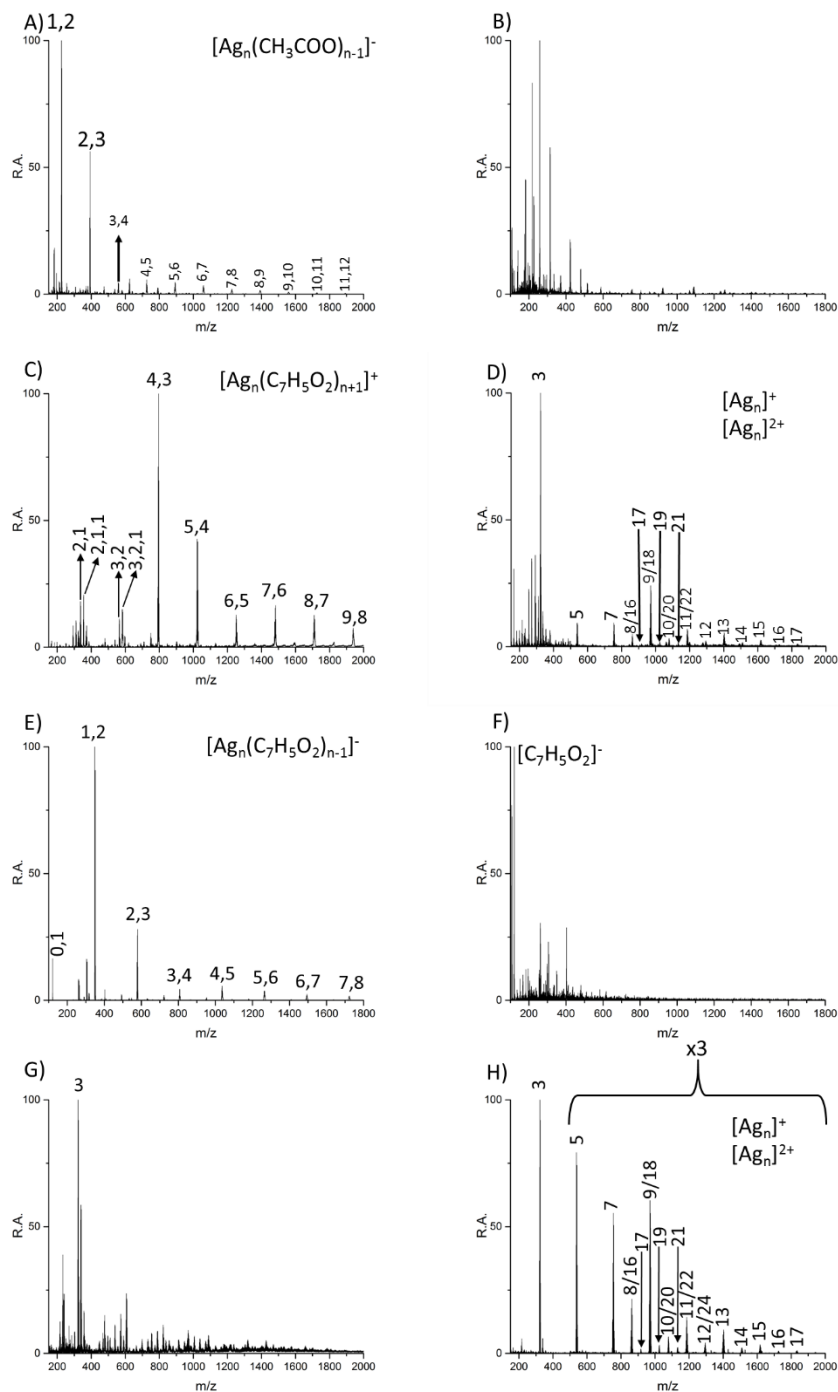 A)
1,2
[Agn(CH3COO)n-1]-
100
50
0
R.A.
2,3
3,4
4,5
5,6
6,7
7,8
8,9
9,10
10,11
11,12
200 400 600 800 1000 1200 1400 1600 1800
m/z
B)
100
50
0
R.A.
200 400 600 800 1000 1200 1400 1600 1800
m/z
C)
4,3
[Agn(C7H5O2)n+1]+
100
50
0
R.A.
2,1
2,1,1
3,2
3,2,1
5,4
6,5
7,6
8,7
9,8
200 400 600 800 1000 1200 1400 1600 1800 2000
m/z
D)
3
[Agn]+
[Agn]2+
100
50
0
R.A.
5
7
8/16
17
9/18
19
10/20
21
11/22
12
13
14
15
16
17
200 400 600 800 1000 1200 1400 1600 1800 2000
m/z
E)
1,2
[Agn(C7H5O2)n-1]-
100
50
0
R.A.
0,1
2,3
3,4
4,5
5,6
6,7
7,8
200 400 600 800 1000 1200 1400 1600 1800
m/z
F)
[C7H5O2]-
100
50
0
R.A.
200 400 600 800 1000 1200 1400 1600 1800
m/z
G)
3
100
50
0
R.A.
200 400 600 800 1000 1200 1400 1600 1800 2000
m/z
H)
x3
3
[Agn]+
[Agn]2+
100
50
0
R.A.
5
7
8/16
17
9/18
19
10/20
21
11/22
12/24
13
14
15
16
17
200 400 600 800 1000 1200 1400 1600 1800 2000
m/z